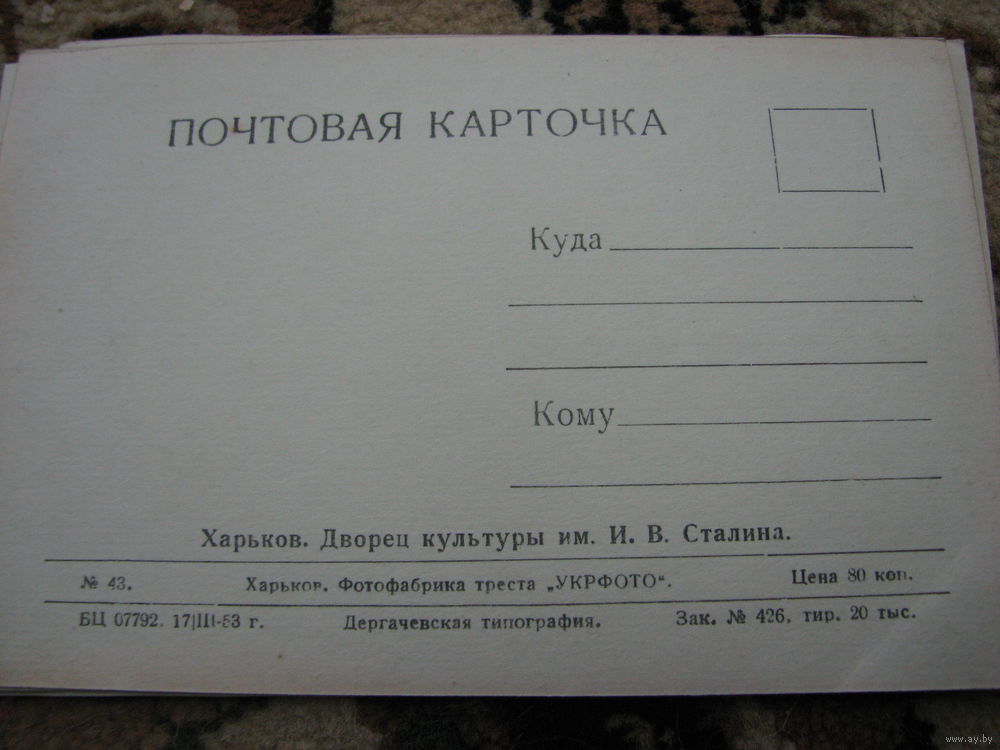 ПОЧТОВАЯ КАРТОЧКА
Куда
Кому
Харьков. Дворец культуры им. И. В. Сталина.
№ 43. Харьков. Фотофабрика треста „УКРФОТО“. Цена 80 коп.
БЦ 07792. 17|III-53 г. Дергачевская типография. Зак. № 426. тир. 20 тыс.
www.ay.by